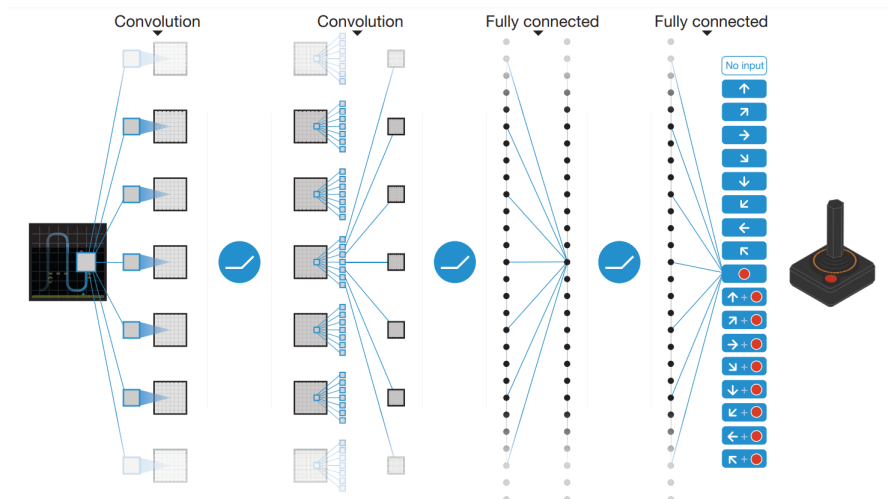 Convolution
Convolution
Fully connected
Fully connected
No input
+
+
+
+
+
+
+
+